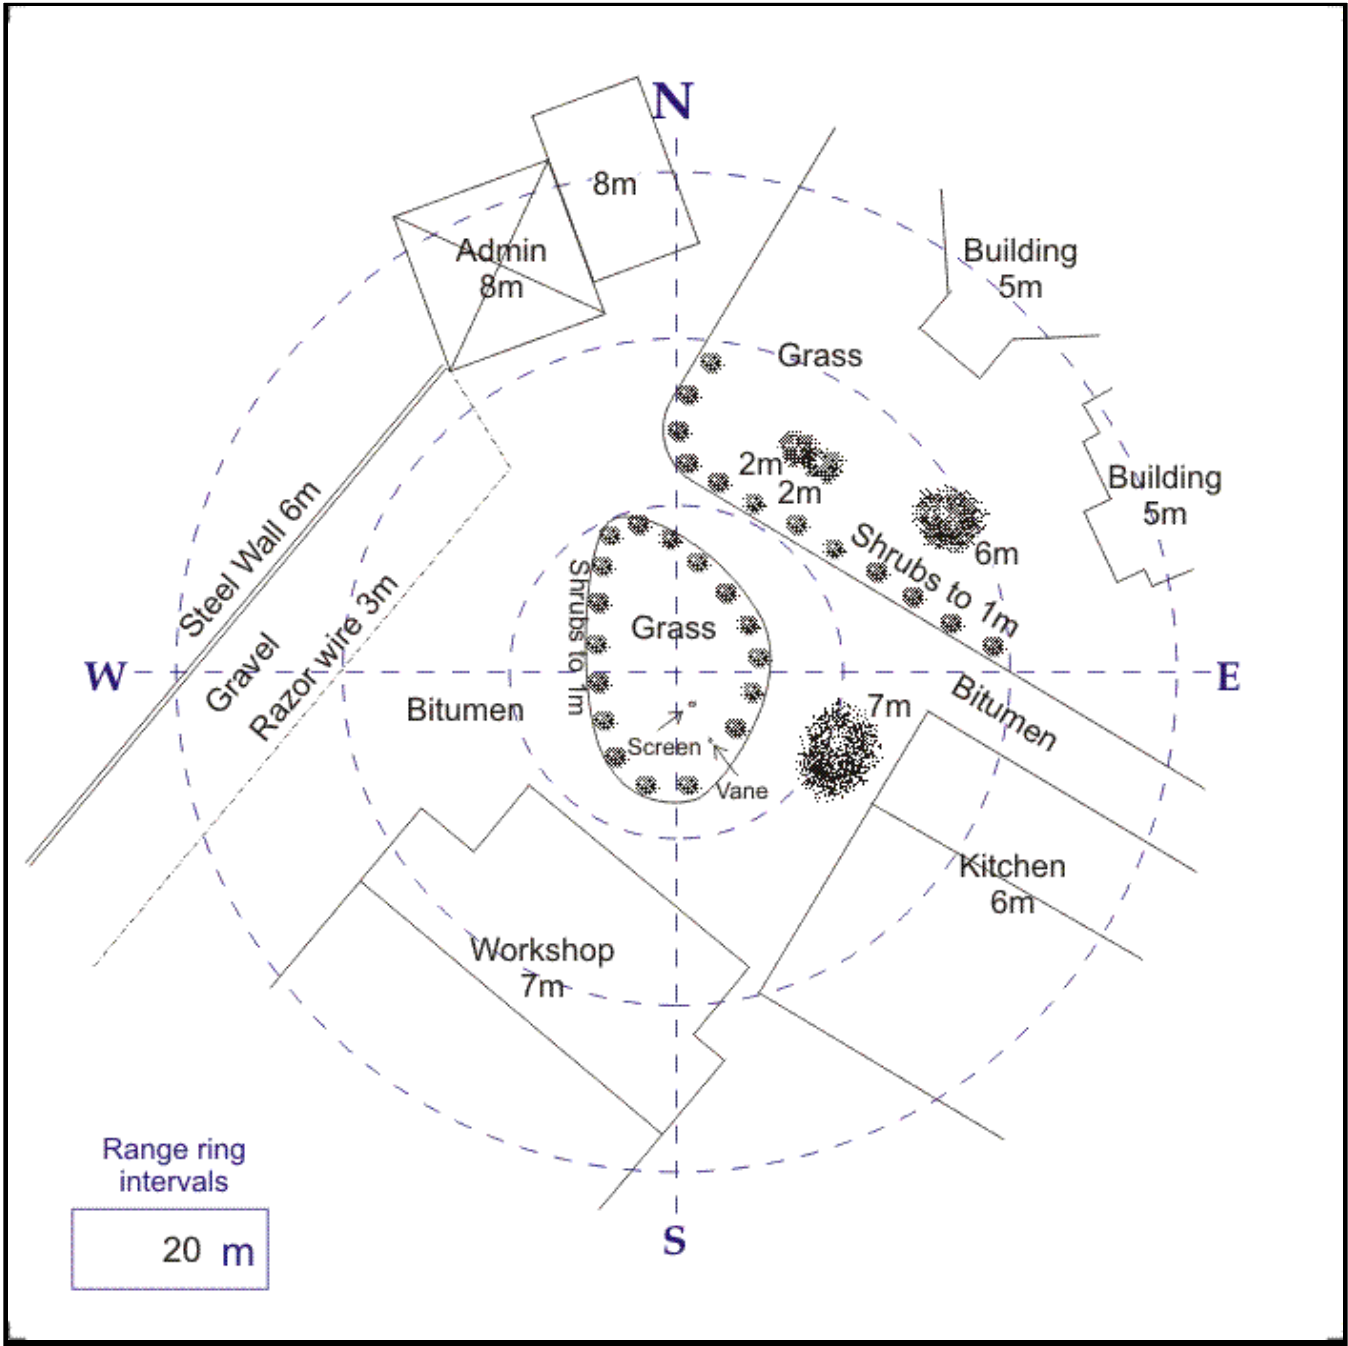 N
8m
Admin
8m
Building
5m
Grass
2m
2m
Building
5m
6m
Steel Wall 6m
Shrubs to 1m
Shrubs to 1m
Grass
Razor wire 3m
Gravel
W
E
Bitumen
7m
Bitumen
Screen
Vane
Kitchen
6m
Workshop
7m
Range ring
intervals
20 m
S